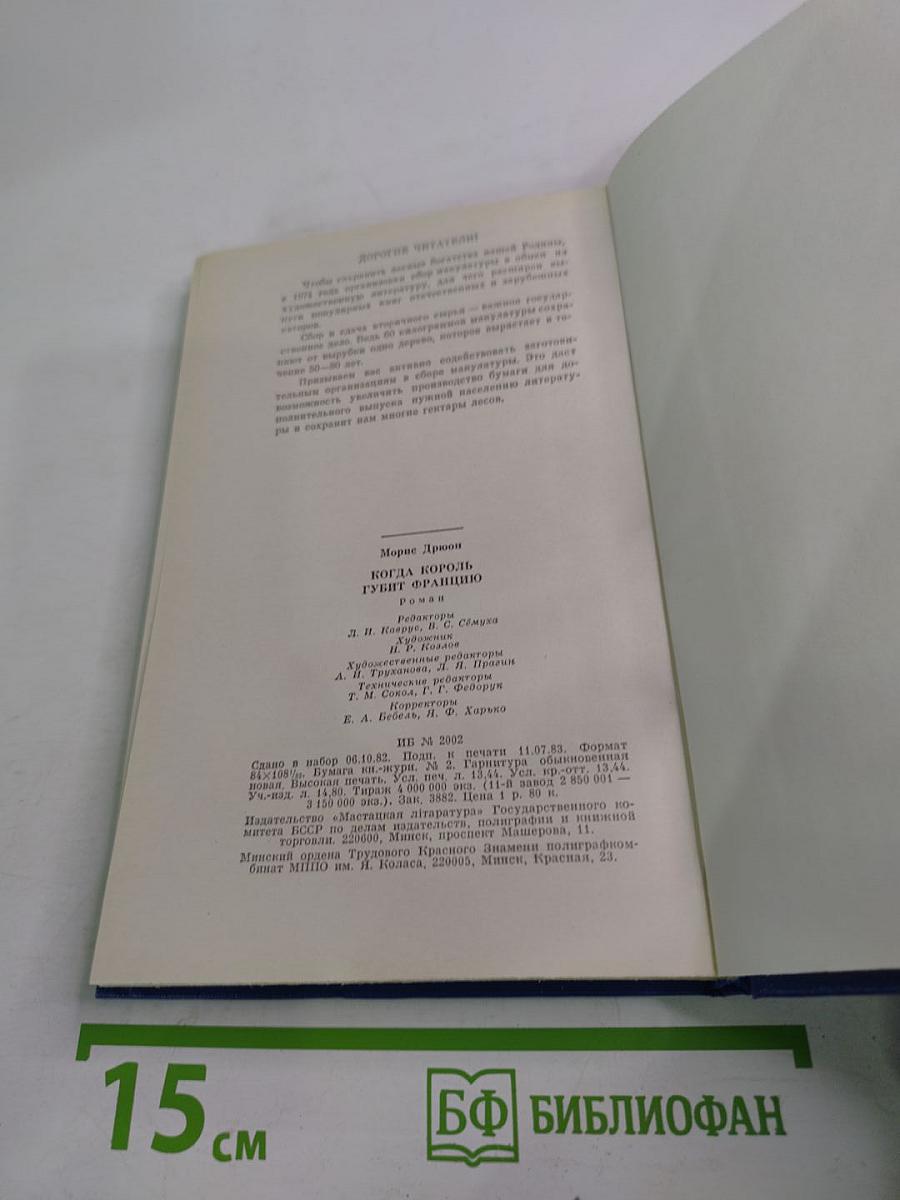 ДОРОГИЕ ЧИТАТЕЛИ!
Чтобы сохранить лесные богатства нашей Родины,
с 1974 года организован сбор макулатуры в обмен на
художественную литературу, для чего расширен вы-
пуск популярных книг отечественных и зарубежных
авторов.
Сбор и сдача вторичного сырья — важное государ-
ственное дело. Ведь 60 килограммов макулатуры сохра-
няют от вырубки одно дерево, которое вырастает в те-
чение 50—80 лет.
Призываем вас активно содействовать заготови-
тельным организациям в сборе макулатуры. Это даст
возможность увеличить производство бумаги для до-
полнительного выпуска нужной населению литерату-
ры и сохранит нам многие гектары лесов.
Морис Дрюон
КОГДА КОРОЛЬ
ГУБИТ ФРАНЦИЮ
Роман
Редакторы
Л. И. Каврус, В. С. Сёмуха
Художник
Н. Р. Козлов
Художественные редакторы
А. И. Труханова, Л. Я. Прагин
Технические редакторы
Т. М. Сокол, Г. Г. Федорук
Корректоры
Е. А. Бебель, Я. Ф. Харько
ИБ № 2002
Сдано в набор 06.10.82. Подп. к печати 11.07.83. Формат
84×108¹/₃₂. Бумага кн.-журн. № 2. Гарнитура обыкновенная
новая. Высокая печать. Усл. печ. л. 13,44. Усл. кр.-отт. 13,44.
Уч.-изд. л. 14,80. Тираж 4 000 000 экз. (11-й завод 2 850 001 —
3 150 000 экз.). Зак. 3882. Цена 1 р. 80 к.
Издательство «Мастацкая літаратура» Государственного ко-
митета БССР по делам издательств, полиграфии и книжной
торговли. 220600, Минск, проспект Машерова, 11.
Минский ордена Трудового Красного Знамени полиграфком-
бинат МППО им. Я. Коласа, 220005, Минск, Красная, 23.
15 см
БФ БИБЛИОФАН